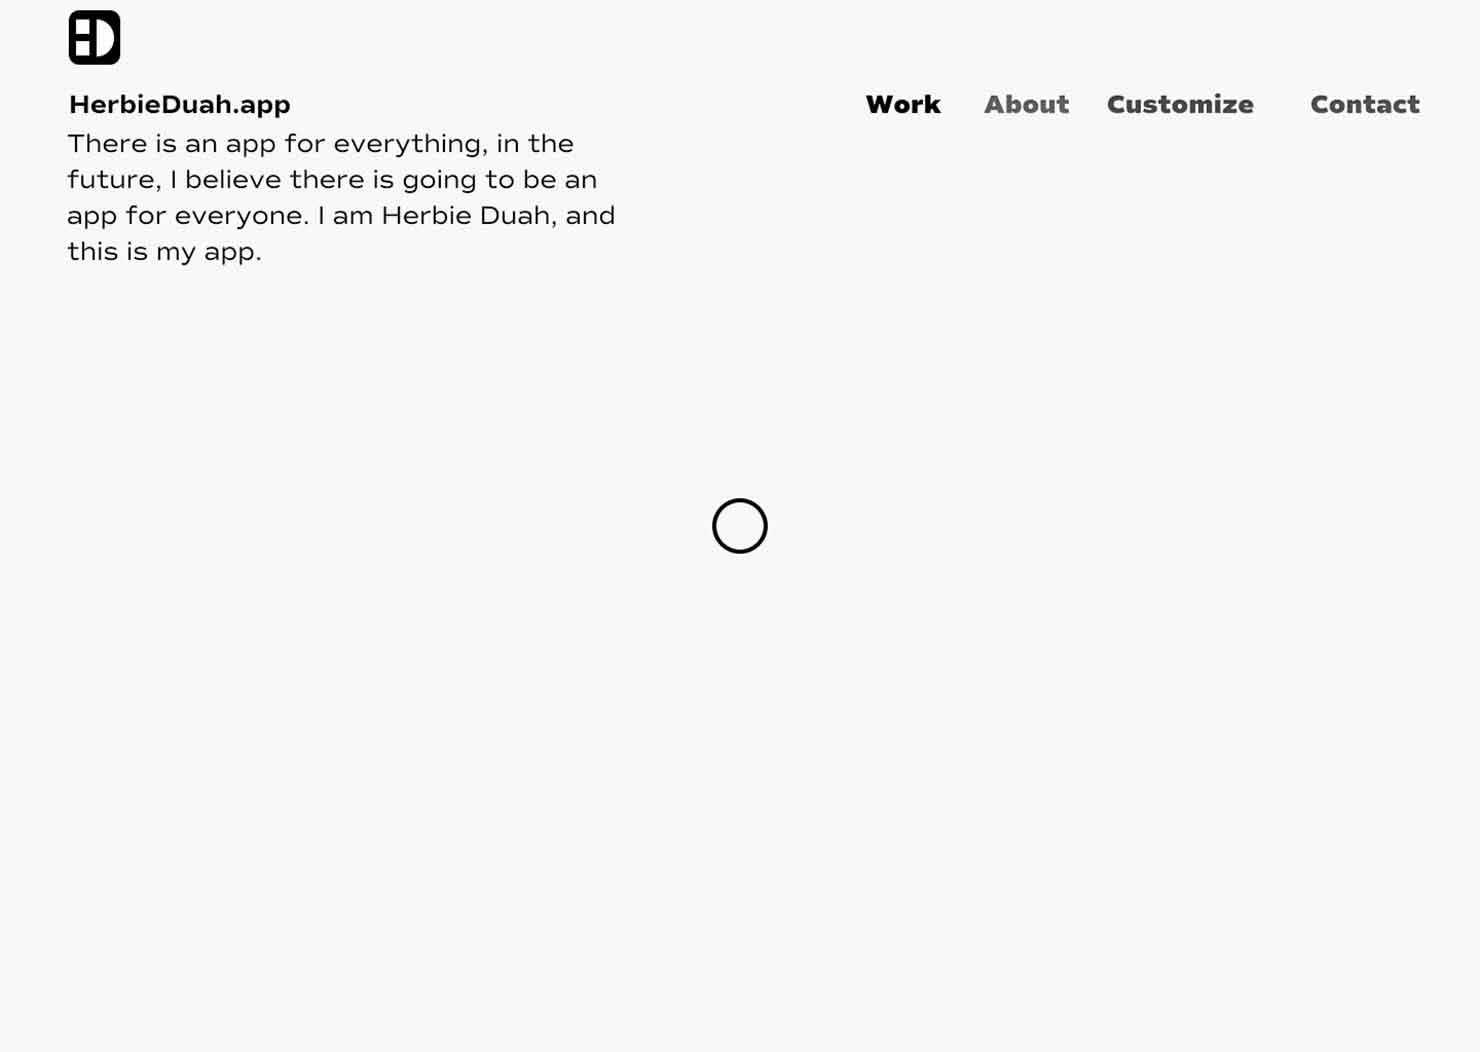 HD
HerbieDuah.app
Work About Customize Contact
There is an app for everything, in the
future, I believe there is going to be an
app for everyone. I am Herbie Duah, and
this is my app.